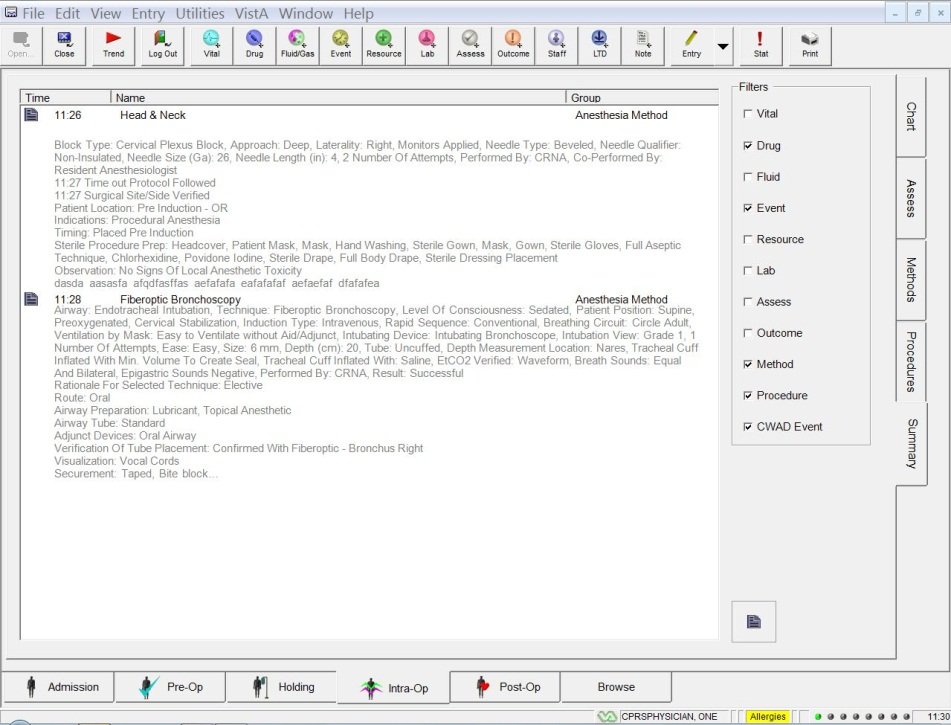 File Edit View Entry Utilities VistA Window Help
Open... Close Trend Log Out Vital Drug Fluid/Gas Event Resource Lab Assess Outcome Staff LTD Note Entry Stat Print
Time Name Group
11:26 Head & Neck Anesthesia Method
Block Type: Cervical Plexus Block, Approach: Deep, Laterality: Right, Monitors Applied, Needle Type: Beveled, Needle Qualifier:
Non-Insulated, Needle Size (Ga): 26, Needle Length (in): 4, 2 Number Of Attempts, Performed By: CRNA, Co-Performed By:
Resident Anesthesiologist
11:27 Time out Protocol Followed
11:27 Surgical Site/Side Verified
Patient Location: Pre Induction - OR
Indications: Procedural Anesthesia
Timing: Placed Pre Induction
Sterile Procedure Prep: Headcover, Patient Mask, Mask, Hand Washing, Sterile Gown, Mask, Gown, Sterile Gloves, Full Aseptic
Technique, Chlorhexidine, Povidone Iodine, Sterile Drape, Full Body Drape, Sterile Dressing Placement
Observation: No Signs Of Local Anesthetic Toxicity
dasda aasasfa afqdfasffas aefafafa eafafafaf aefaefaf dfafafea
11:28 Fiberoptic Bronchoscopy Anesthesia Method
Airway: Endotracheal Intubation, Technique: Fiberoptic Bronchoscopy, Level Of Consciousness: Sedated, Patient Position: Supine,
Preoxygenated, Cervical Stabilization, Induction Type: Intravenous, Rapid Sequence: Conventional, Breathing Circuit: Circle Adult,
Ventilation by Mask: Easy to Ventilate without Aid/Adjunct, Intubating Device: Intubating Bronchoscope, Intubation View: Grade 1, 1
Number Of Attempts, Ease: Easy, Size: 6 mm, Depth (cm): 20, Tube: Uncuffed, Depth Measurement Location: Nares, Tracheal Cuff
Inflated With Min. Volume To Create Seal, Tracheal Cuff Inflated With: Saline, EtCO2 Verified: Waveform, Breath Sounds: Equal
And Bilateral, Epigastric Sounds Negative, Performed By: CRNA, Result: Successful
Rationale For Selected Technique: Elective
Route: Oral
Airway Preparation: Lubricant, Topical Anesthetic
Airway Tube: Standard
Adjunct Devices: Oral Airway
Verification Of Tube Placement: Confirmed With Fiberoptic - Bronchus Right
Visualization: Vocal Cords
Securement: Taped, Bite block...
Filters
Vital
Drug
Fluid
Event
Resource
Lab
Assess
Outcome
Method
Procedure
CWAD Event
Chart
Assess
Methods
Procedures
Summary
Admission Pre-Op Holding Intra-Op Post-Op Browse
CPRSPHYSICIAN, ONE Allergies